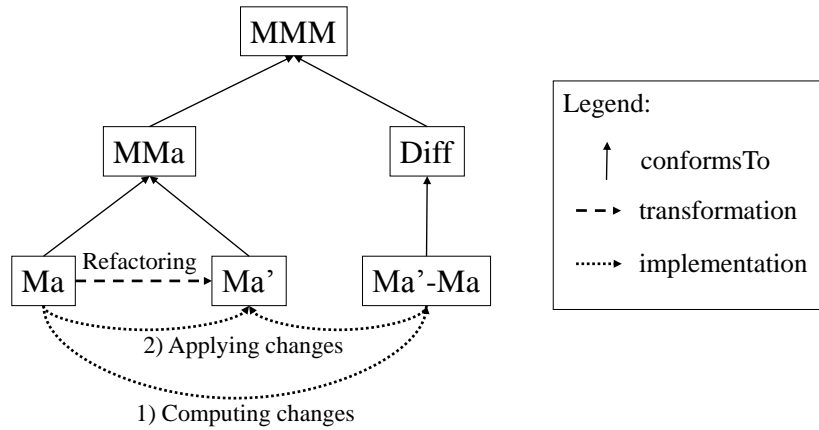 MMM
Legend:
MMa
Diff
conformsTo
transformation
Refactoring
Ma
Ma’
Ma’-Ma
implementation
2) Applying changes
1) Computing changes